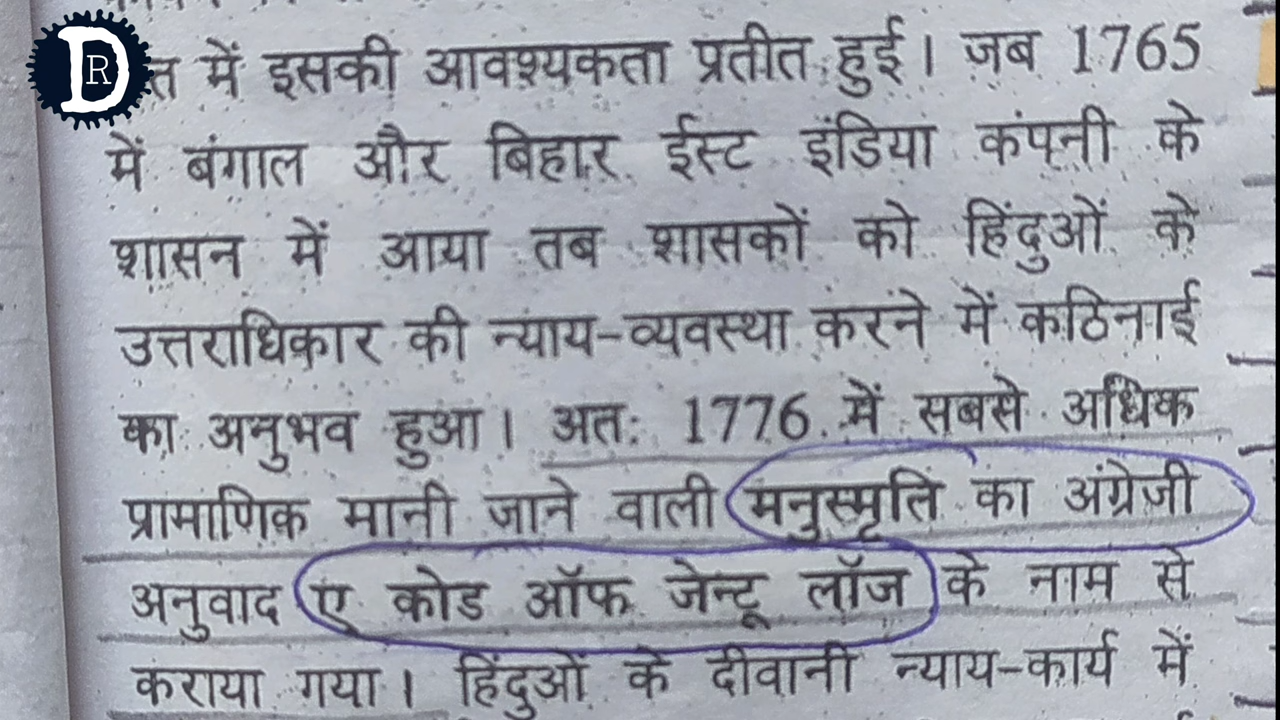 DR
त में इसकी आवश्यकता प्रतीत हुई। जब 1765
में बंगाल और बिहार ईस्ट इंडिया कंपनी के
शासन में आया तब शासकों को हिंदुओं के
उत्तराधिकार की न्याय-व्यवस्था करने में कठिनाई
का अनुभव हुआ। अतः 1776 में सबसे अधिक
प्रामाणिक मानी जाने वाली मनुस्मृति का अंग्रेजी
अनुवाद ए कोड ऑफ जेन्टू लॉज के नाम से
कराया गया। हिंदुओं के दीवानी न्याय-कार्य में